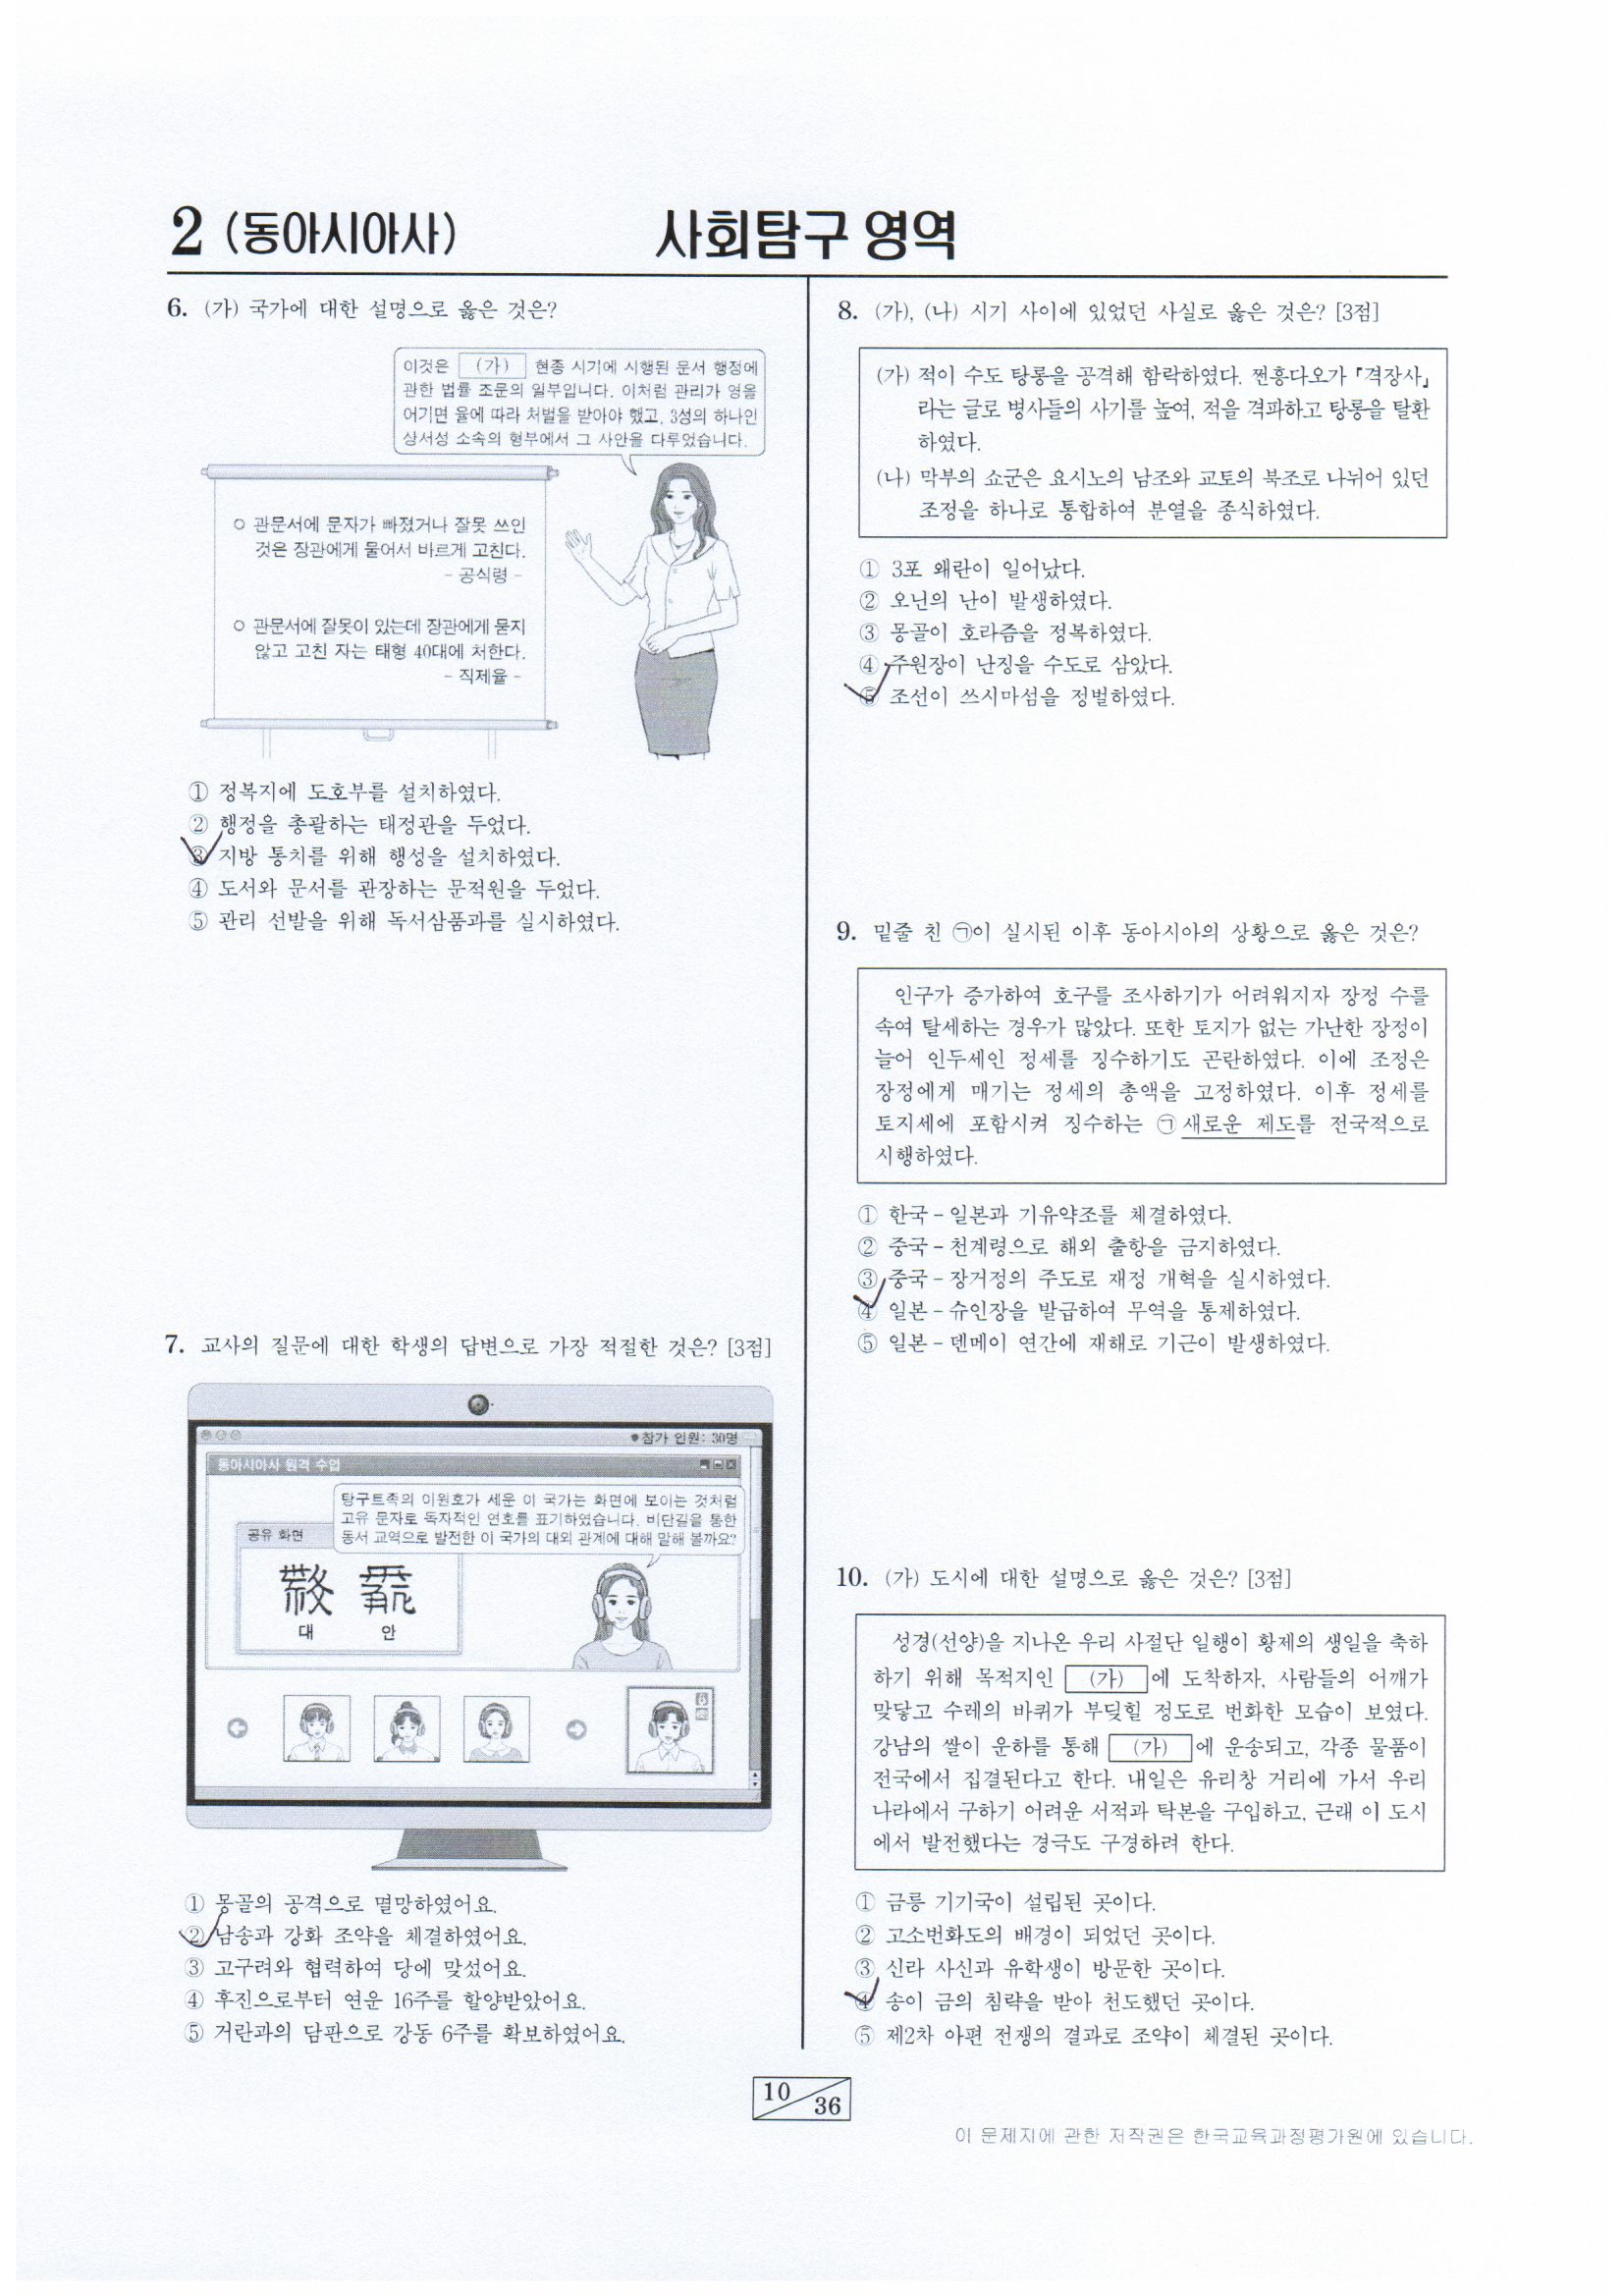 2 (동아시아사)
사회탐구 영역
6. (가) 국가에 대한 설명으로 옳은 것은?
이것은 (가) 현종 시기에 시행된 문서 행정에
관한 법률 조문의 일부입니다. 이처럼 관리가 영을
어기면 율에 따라 처벌을 받아야 했고, 3성의 하나인
상서성 소속의 형부에서 그 사안을 다루었습니다.
○ 관문서에 문자가 빠졌거나 잘못 쓰인
것은 장관에게 물어서 바르게 고친다.
- 공식령 -
○ 관문서에 잘못이 있는데 장관에게 묻지
않고 고친 자는 태형 40대에 처한다.
- 직제율 -
① 정복지에 도호부를 설치하였다.
② 행정을 총괄하는 태정관을 두었다.
③ 지방 통치를 위해 행성을 설치하였다.
④ 도서와 문서를 관장하는 문적원을 두었다.
⑤ 관리 선발을 위해 독서삼품과를 실시하였다.
7. 교사의 질문에 대한 학생의 답변으로 가장 적절한 것은? [3점]
참가 인원: 30명
동아시아사 원격 수업
탕구트족의 이원호가 세운 이 국가는 화면에 보이는 것처럼
고유 문자로 독자적인 연호를 표기하였습니다. 비단길을 통한
동서 교역으로 발전한 이 국가의 대외 관계에 대해 말해 볼까요?
공유 화면
대 안
① 몽골의 공격으로 멸망하였어요.
② 남송과 강화 조약을 체결하였어요.
③ 고구려와 협력하여 당에 맞섰어요.
④ 후진으로부터 연운 16주를 할양받았어요.
⑤ 거란과의 담판으로 강동 6주를 확보하였어요.
8. (가), (나) 시기 사이에 있었던 사실로 옳은 것은? [3점]
(가) 적이 수도 탕롱을 공격해 함락하였다. 쩐흥다오가 『격장사』
라는 글로 병사들의 사기를 높여, 적을 격파하고 탕롱을 탈환
하였다.
(나) 막부의 쇼군은 요시노의 남조와 교토의 북조로 나뉘어 있던
조정을 하나로 통합하여 분열을 종식하였다.
① 3포 왜란이 일어났다.
② 오닌의 난이 발생하였다.
③ 몽골이 호라즘을 정복하였다.
④ 주원장이 난징을 수도로 삼았다.
⑤ 조선이 쓰시마섬을 정벌하였다.
9. 밑줄 친 ㉠이 실시된 이후 동아시아의 상황으로 옳은 것은?
인구가 증가하여 호구를 조사하기가 어려워지자 장정 수를
속여 탈세하는 경우가 많았다. 또한 토지가 없는 가난한 장정이
늘어 인두세인 정세를 징수하기도 곤란하였다. 이에 조정은
장정에게 매기는 정세의 총액을 고정하였다. 이후 정세를
토지세에 포함시켜 징수하는 ㉠ 새로운 제도를 전국적으로
시행하였다.
① 한국 - 일본과 기유약조를 체결하였다.
② 중국 - 천계령으로 해외 출항을 금지하였다.
③ 중국 - 장거정의 주도로 재정 개혁을 실시하였다.
④ 일본 - 슈인장을 발급하여 무역을 통제하였다.
⑤ 일본 - 덴메이 연간에 재해로 기근이 발생하였다.
10. (가) 도시에 대한 설명으로 옳은 것은? [3점]
성경(선양)을 지나온 우리 사절단 일행이 황제의 생일을 축하
하기 위해 목적지인 (가) 에 도착하자, 사람들의 어깨가
맞닿고 수레의 바퀴가 부딪힐 정도로 번화한 모습이 보였다.
강남의 쌀이 운하를 통해 (가) 에 운송되고, 각종 물품이
전국에서 집결된다고 한다. 내일은 유리창 거리에 가서 우리
나라에서 구하기 어려운 서적과 탁본을 구입하고, 근래 이 도시
에서 발전했다는 경극도 구경하려 한다.
① 금릉 기기국이 설립된 곳이다.
② 고소번화도의 배경이 되었던 곳이다.
③ 신라 사신과 유학생이 방문한 곳이다.
④ 송이 금의 침략을 받아 천도했던 곳이다.
⑤ 제2차 아편 전쟁의 결과로 조약이 체결된 곳이다.
10 36
이 문제지에 관한 저작권은 한국교육과정평가원에 있습니다.